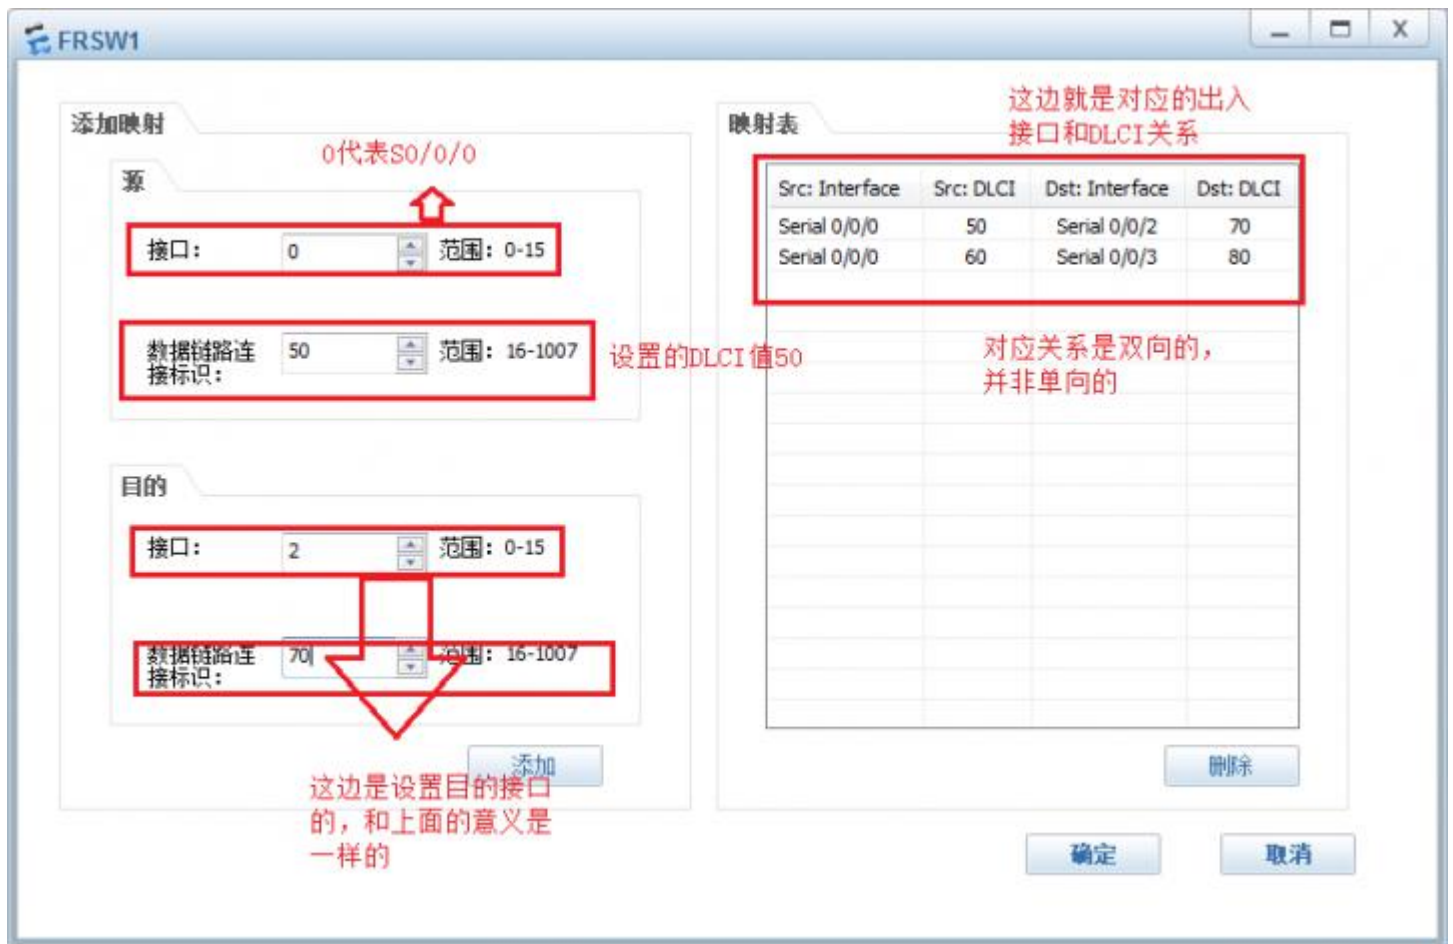 FRSW1
添加映射
0代表S0/0/0
源
接口： 0 范围：0-15
数据链路连
接标识： 50 范围：16-1007
设置的DLCI值50
目的
接口： 2 范围：0-15
数据链路连
接标识： 70 范围：16-1007
添加
这边是设置目的接口
的，和上面的意义是
一样的
这边就是对应的出入
接口和DLCI关系
映射表
Src: Interface Src: DLCI Dst: Interface Dst: DLCI
Serial 0/0/0 50 Serial 0/0/2 70
Serial 0/0/0 60 Serial 0/0/3 80
对应关系是双向的，
并非单向的
删除
确定 取消